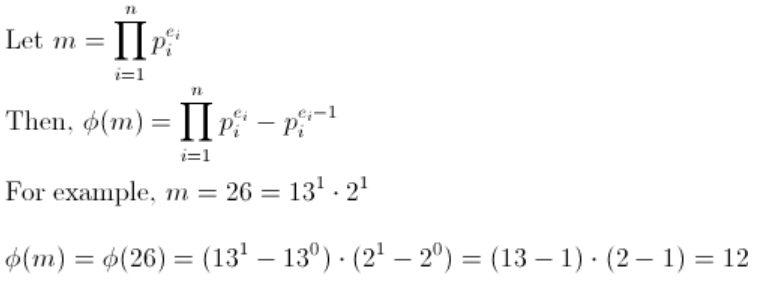 Let $m = \prod_{i=1}^{n} p_i^{e_i}$
Then, $\phi(m) = \prod_{i=1}^{n} p_i^{e_i} - p_i^{e_i-1}$
For example, $m = 26 = 13^1 \cdot 2^1$
$\phi(m) = \phi(26) = (13^1 - 13^0) \cdot (2^1 - 2^0) = (13 - 1) \cdot (2 - 1) = 12$